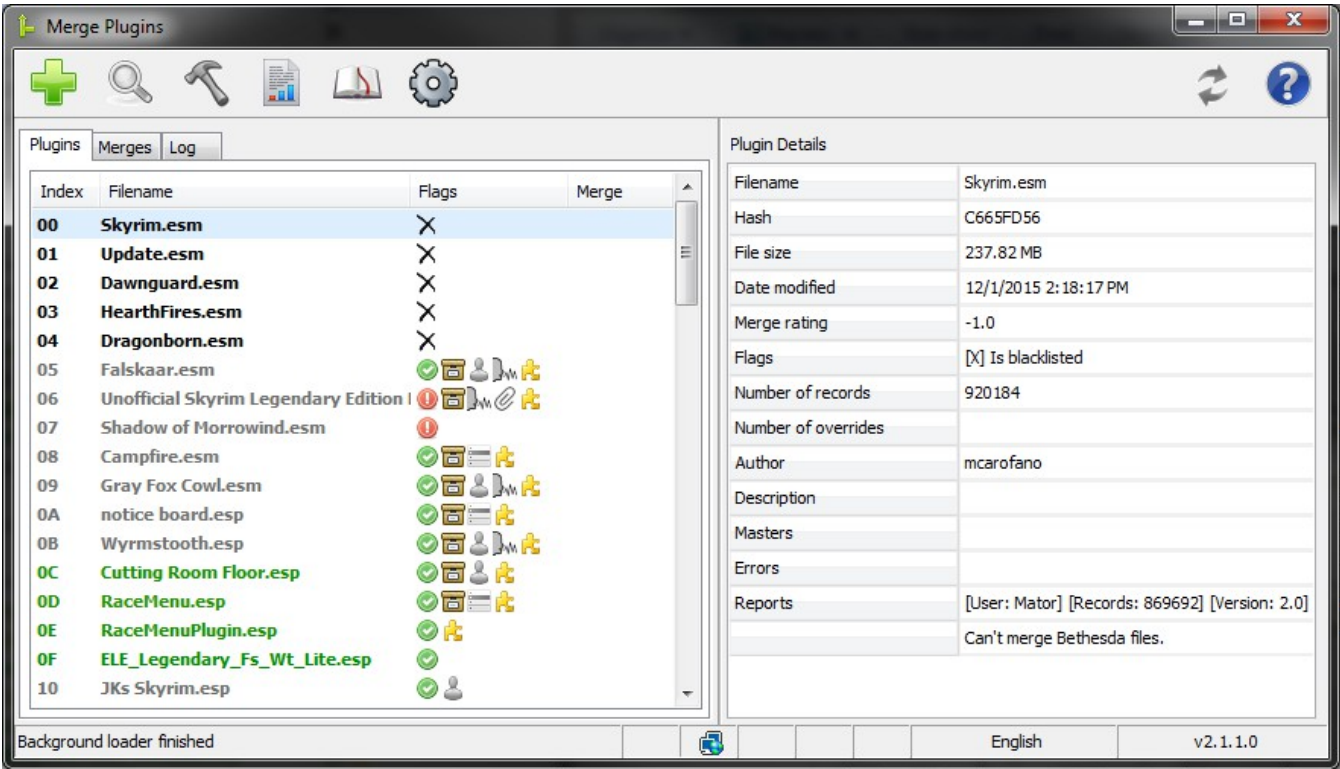 Merge Plugins
Plugins Merges Log
Index Filename Flags Merge
00 Skyrim.esm
01 Update.esm
02 Dawnguard.esm
03 HearthFires.esm
04 Dragonborn.esm
05 Falskaar.esm
06 Unofficial Skyrim Legendary Edition
07 Shadow of Morrowind.esm
08 Campfire.esm
09 Gray Fox Cowl.esm
0A notice board.esp
0B Wyrmstooth.esp
0C Cutting Room Floor.esp
0D RaceMenu.esp
0E RaceMenuPlugin.esp
0F ELE_Legendary_Fs_Wt_Lite.esp
10 JKs Skyrim.esp
Plugin Details
Filename Skyrim.esm
Hash C665FD56
File size 237.82 MB
Date modified 12/1/2015 2:18:17 PM
Merge rating -1.0
Flags [X] Is blacklisted
Number of records 920184
Number of overrides
Author mcarofano
Description
Masters
Errors
Reports [User: Mator] [Records: 869692] [Version: 2.0]
Can't merge Bethesda files.
Background loader finished English v2.1.1.0